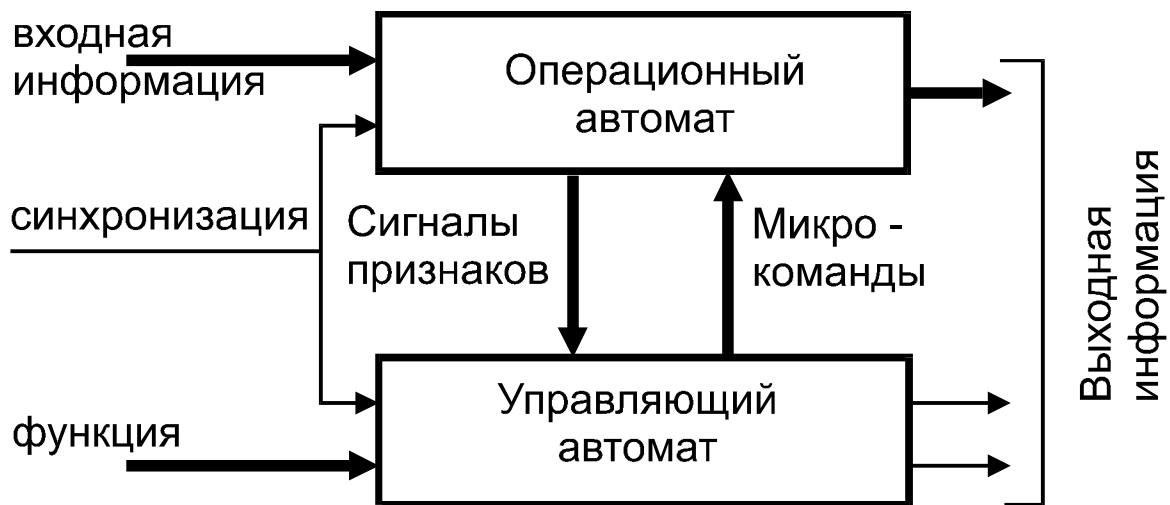 входная
информация
Операционный
автомат
синхронизация
Сигналы
признаков
Микро -
команды
Выходная
информация
функция
Управляющий
автомат